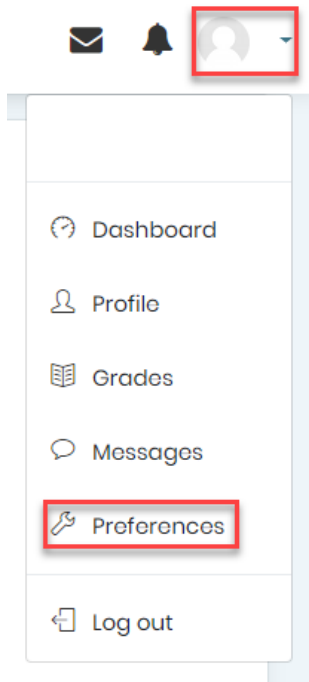 Dashboard
Profile
Grades
Messages
Preferences
Log out